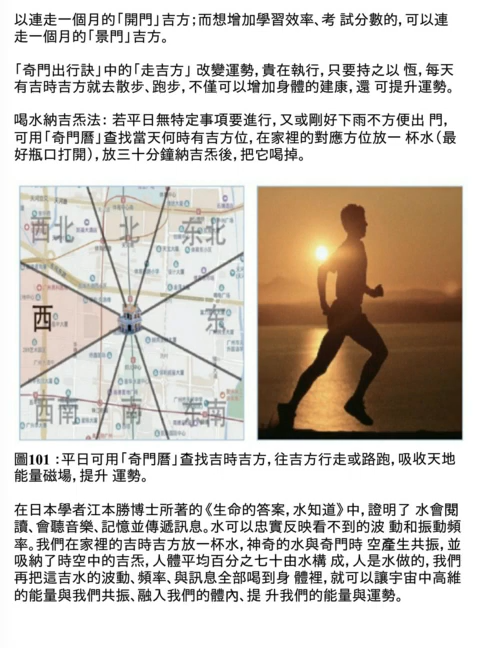 以連走一個月的「開門」吉方；而想增加學習效率、考 試分數的，可以連
走一個月的「景門」吉方。
「奇門出行訣」中的「走吉方」 改變運勢，貴在執行，只要持之以 恆，每天
有吉時吉方就去散步、跑步，不僅可以增加身體的建康，還 可提升運勢。
喝水納吉炁法： 若平日無特定事項要進行，又或剛好下雨不方便出 門，
可用「奇門曆」查找當天何時有吉方位，在家裡的對應方位放一 杯水（最
好瓶口打開），放三十分鐘納吉炁後，把它喝掉。
西北 北 东北
西 东
西南 南 东南
圖101 ：平日可用「奇門曆」查找吉時吉方，往吉方行走或路跑，吸收天地
能量磁場，提升 運勢。
在日本學者江本勝博士所著的《生命的答案，水知道》中，證明了 水會閱
讀、會聽音樂、記憶並傳遞訊息。水可以忠實反映看不到的波 動和振動頻
率。我們在家裡的吉時吉方放一杯水，神奇的水與奇門時 空產生共振，並
吸納了時空中的吉炁，人體平均百分之七十由水構 成，人是水做的，我們
再把這吉水的波動、頻率、與訊息全部喝到身 體裡，就可以讓宇宙中高維
的能量與我們共振、融入我們的體內、提 升我們的能量與運勢。